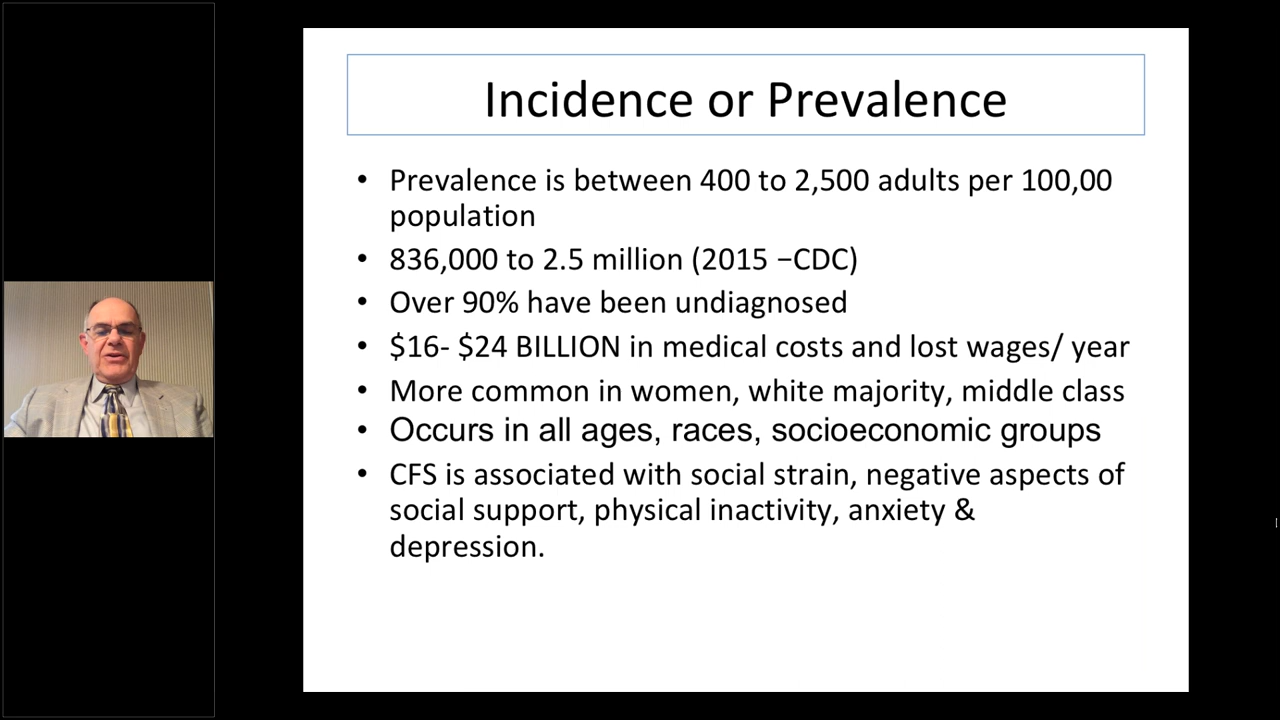 Incidence or Prevalence
• Prevalence is between 400 to 2,500 adults per 100,00
population
• 836,000 to 2.5 million (2015 –CDC)
• Over 90% have been undiagnosed
• $16- $24 BILLION in medical costs and lost wages/ year
• More common in women, white majority, middle class
• Occurs in all ages, races, socioeconomic groups
• CFS is associated with social strain, negative aspects of
social support, physical inactivity, anxiety &
depression.